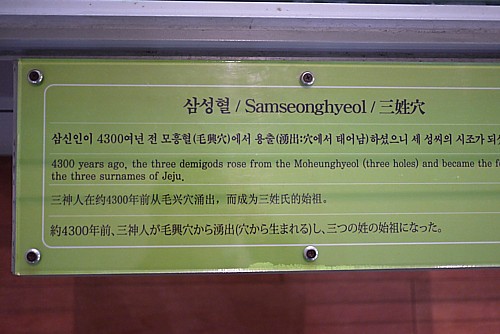 삼성혈 / Samseonghyeol / 三姓穴
삼신인이 4300여년 전 모흥혈(毛興穴)에서 용출(湧出:穴에서 태어남)하셨으니 세 성씨의 시조가
4300 years ago, the three demigods rose from the Moheunghyeol (three holes) and became the
the three surnames of Jeju.
三神人在约4300年前从毛兴穴涌出，而成为三姓氏的始祖。
約4300年前、三神人が毛興穴から湧出(穴から生まれる)し、三つの姓の始祖になった。